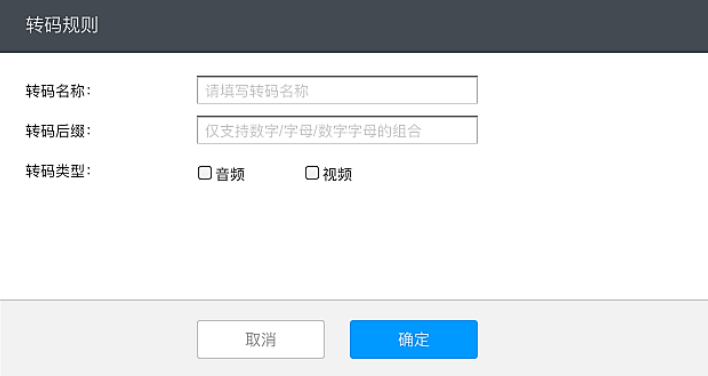 转码规则
转码名称： 请填写转码名称
转码后缀： 仅支持数字/字母/数字字母的组合
转码类型： 音频 视频
取消 确定